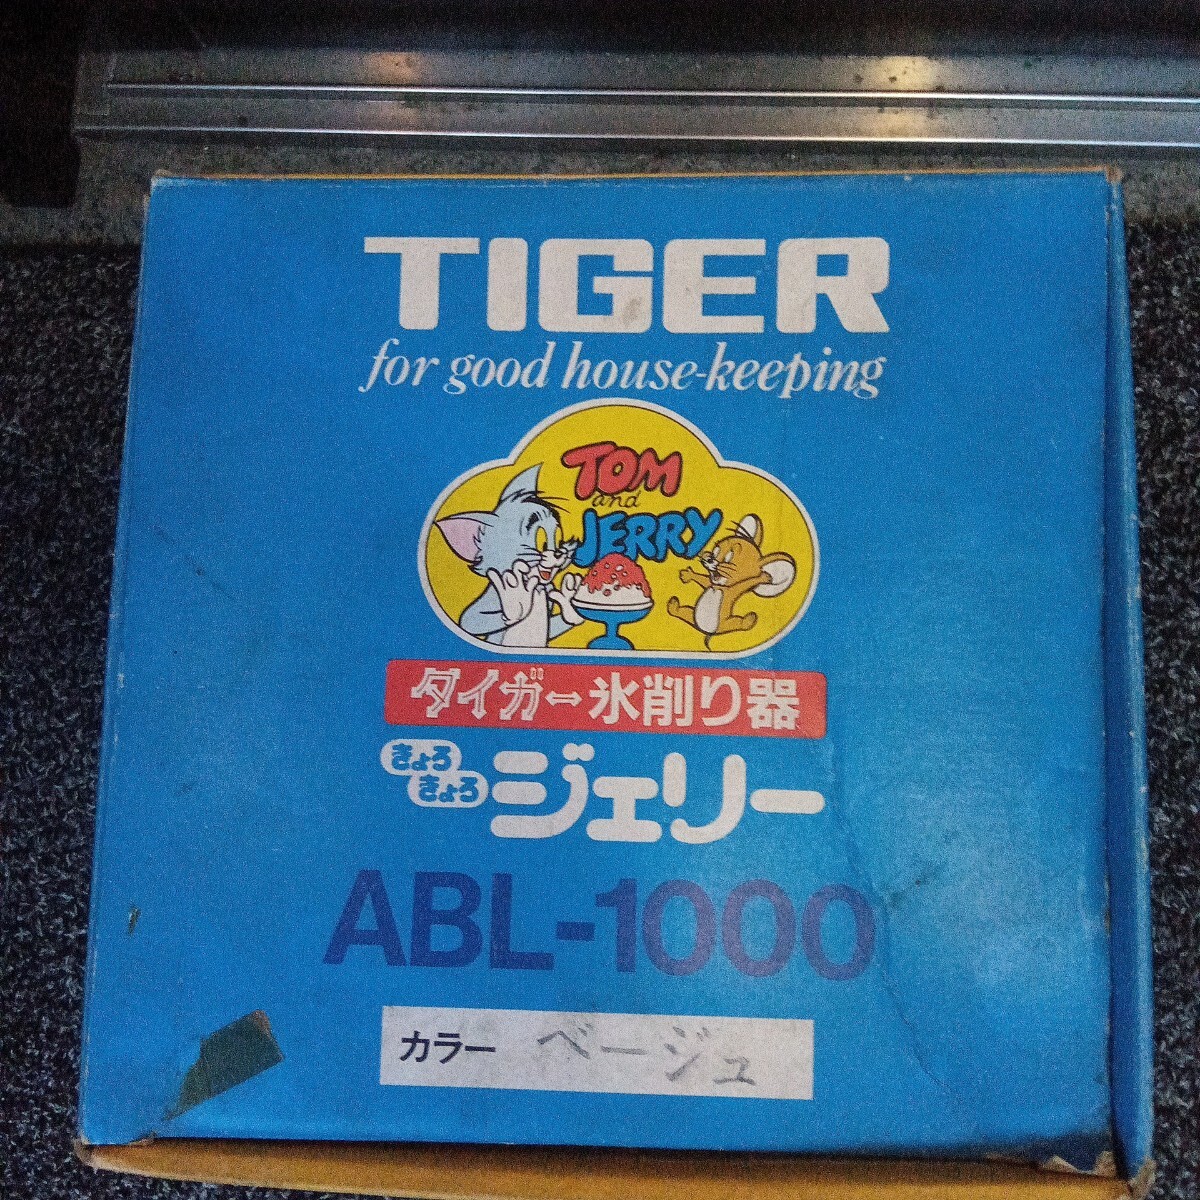 TIGER
for good house-keeping
TOM
and
JERRY
タイガー氷削り器
きょろ
きょろ
ジェリー
ABL-1000
カラー ベージュ